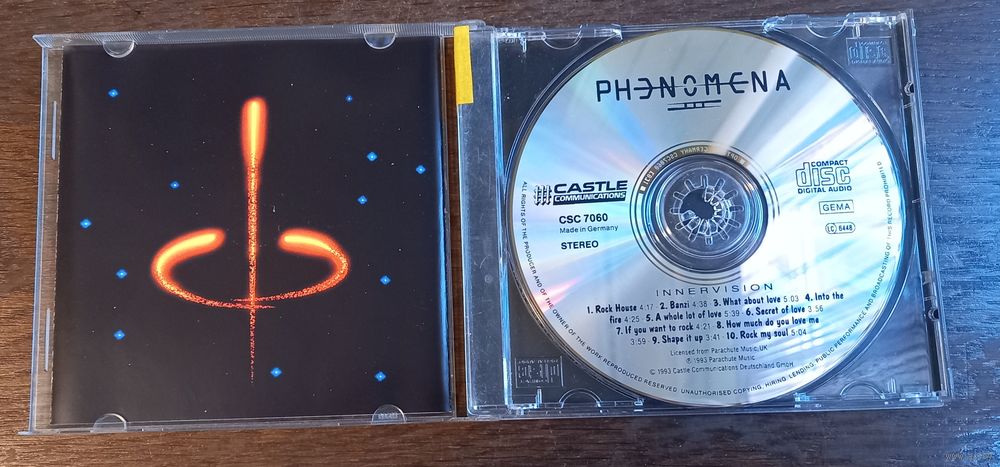 PHENOMENA
III
CASTLE
COMMUNICATIONS
CSC 7060
Made in Germany
STEREO
COMPACT
disc
DIGITAL AUDIO
GEMA
LC 6448
INNERVISION
1. Rock House 4:17 · 2. Banzi 4:38 · 3. What about love 5:03 · 4. Into the
fire 4:25 · 5. A whole lot of love 5:39 · 6. Secret of love 3:56
7. If you want to rock 4:21 · 8. How much do you love me
3:59 · 9. Shape it up 3:41 · 10. Rock my soul 5:04
Licensed from Parachute Music, UK
℗ 1993 Parachute Music
© 1993 Castle Communications Deutschland GmbH
ALL RIGHTS OF THE PRODUCER AND OF THE OWNER OF THE WORK REPRODUCED RESERVED. UNAUTHORISED COPYING, HIRING, LENDING, PUBLIC PERFORMANCE AND BROADCASTING OF THIS RECORD PROHIBITED